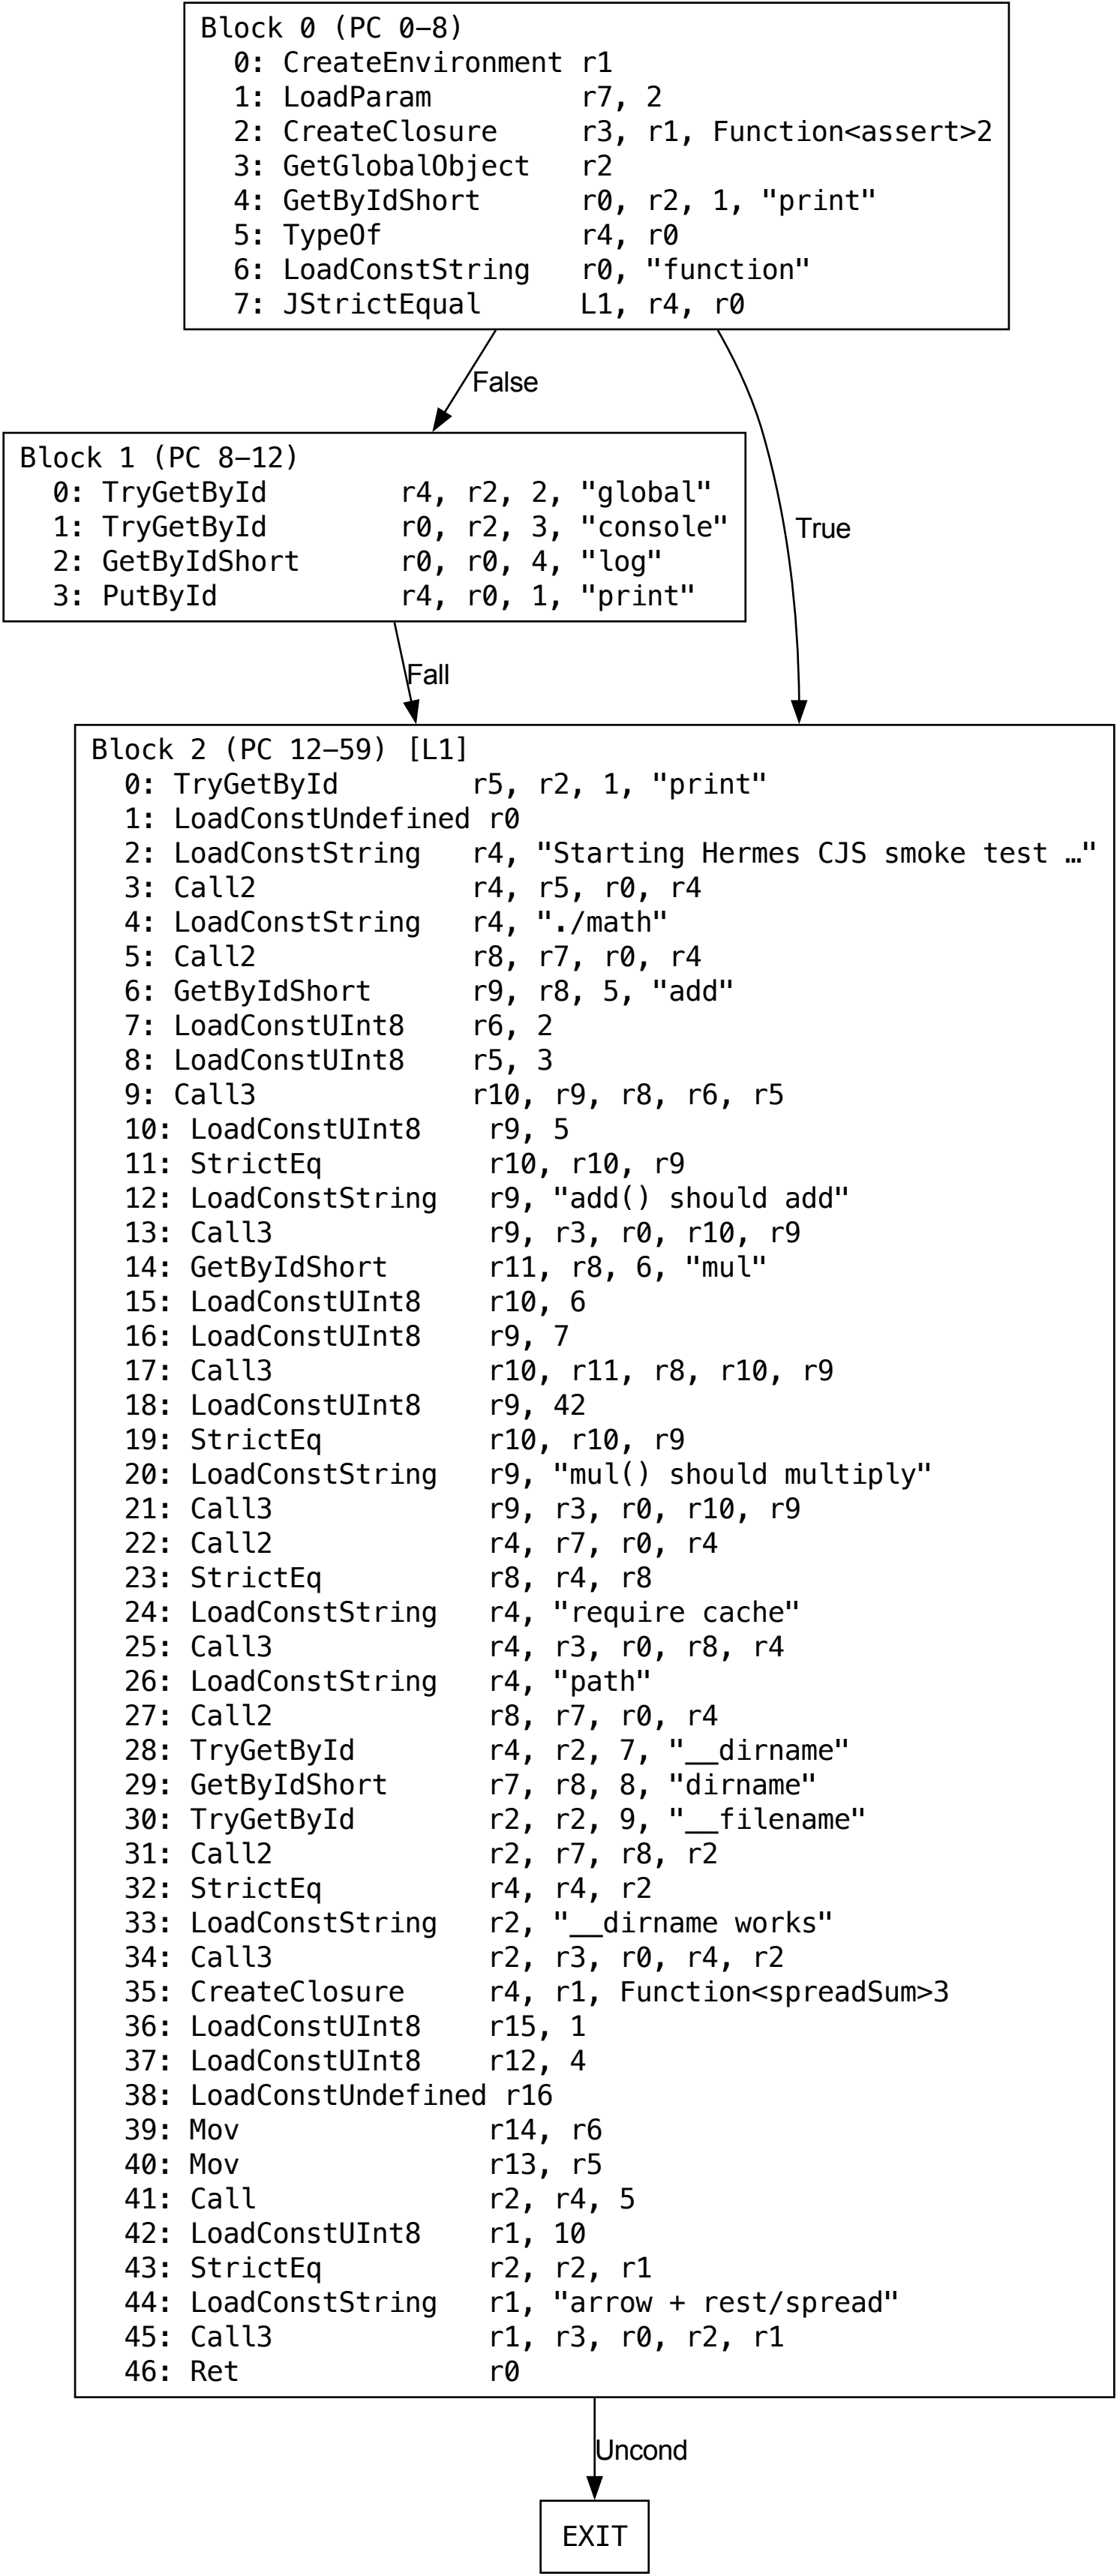 Block 0 (PC 0–8)
0: CreateEnvironment r1
1: LoadParam r7, 2
2: CreateClosure r3, r1, Function<assert>2
3: GetGlobalObject r2
4: GetByIdShort r0, r2, 1, "print"
5: TypeOf r4, r0
6: LoadConstString r0, "function"
7: JStrictEqual L1, r4, r0
False
Block 1 (PC 8–12)
0: TryGetById r4, r2, 2, "global"
1: TryGetById r0, r2, 3, "console"
2: GetByIdShort r0, r0, 4, "log"
3: PutById r4, r0, 1, "print"
True
Fall
Block 2 (PC 12–59) [L1]
0: TryGetById r5, r2, 1, "print"
1: LoadConstUndefined r0
2: LoadConstString r4, "Starting Hermes CJS smoke test …"
3: Call2 r4, r5, r0, r4
4: LoadConstString r4, "./math"
5: Call2 r8, r7, r0, r4
6: GetByIdShort r9, r8, 5, "add"
7: LoadConstUInt8 r6, 2
8: LoadConstUInt8 r5, 3
9: Call3 r10, r9, r8, r6, r5
10: LoadConstUInt8 r9, 5
11: StrictEq r10, r10, r9
12: LoadConstString r9, "add() should add"
13: Call3 r9, r3, r0, r10, r9
14: GetByIdShort r11, r8, 6, "mul"
15: LoadConstUInt8 r10, 6
16: LoadConstUInt8 r9, 7
17: Call3 r10, r11, r8, r10, r9
18: LoadConstUInt8 r9, 42
19: StrictEq r10, r10, r9
20: LoadConstString r9, "mul() should multiply"
21: Call3 r9, r3, r0, r10, r9
22: Call2 r4, r7, r0, r4
23: StrictEq r8, r4, r8
24: LoadConstString r4, "require cache"
25: Call3 r4, r3, r0, r8, r4
26: LoadConstString r4, "path"
27: Call2 r8, r7, r0, r4
28: TryGetById r4, r2, 7, "__dirname"
29: GetByIdShort r7, r8, 8, "dirname"
30: TryGetById r2, r2, 9, "__filename"
31: Call2 r2, r7, r8, r2
32: StrictEq r4, r4, r2
33: LoadConstString r2, "__dirname works"
34: Call3 r2, r3, r0, r4, r2
35: CreateClosure r4, r1, Function<spreadSum>3
36: LoadConstUInt8 r15, 1
37: LoadConstUInt8 r12, 4
38: LoadConstUndefined r16
39: Mov r14, r6
40: Mov r13, r5
41: Call r2, r4, 5
42: LoadConstUInt8 r1, 10
43: StrictEq r2, r2, r1
44: LoadConstString r1, "arrow + rest/spread"
45: Call3 r1, r3, r0, r2, r1
46: Ret r0
Uncond
EXIT